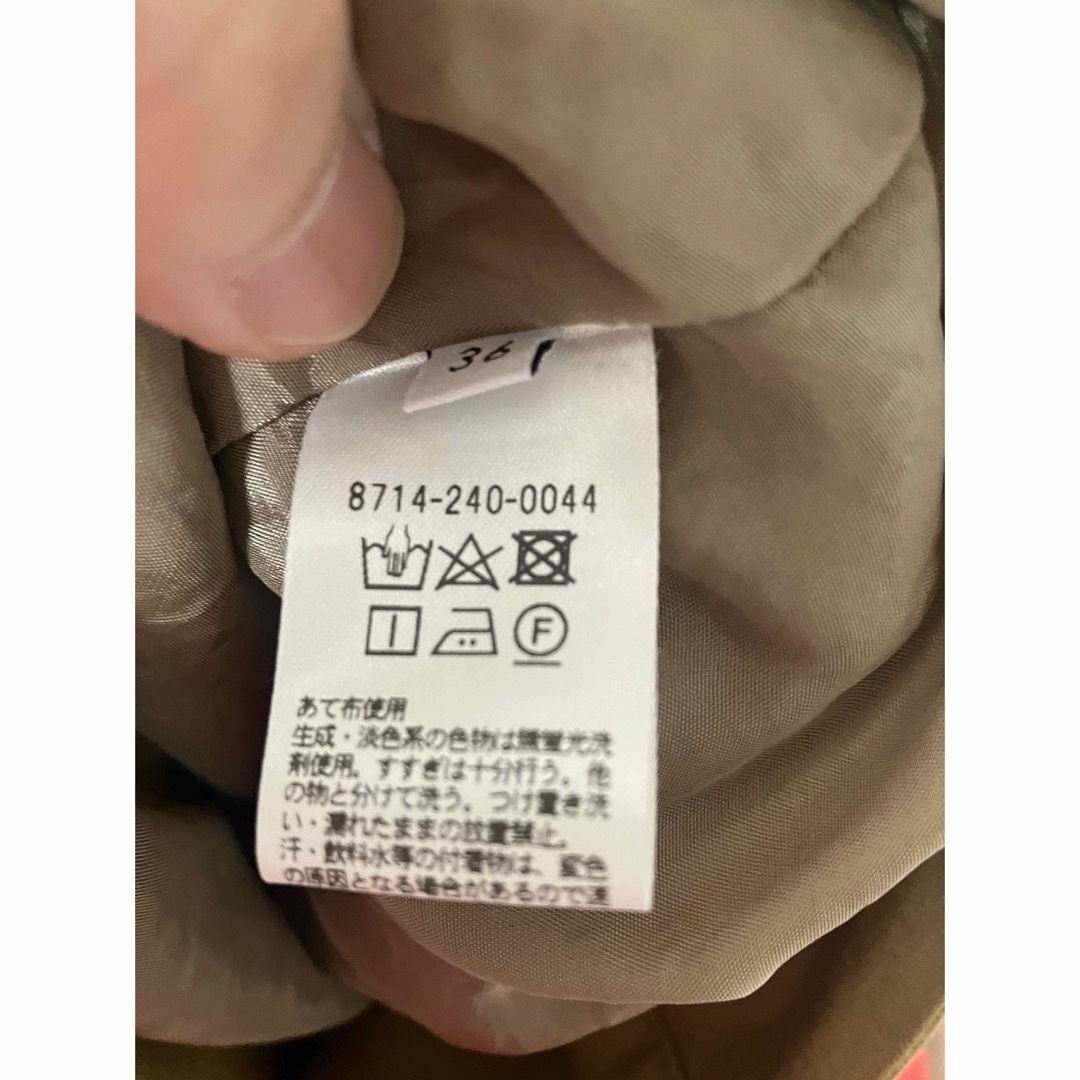 36
8714-240-0044
F
あて布使用
生成・淡色系の色物は無蛍光洗
剤使用。すすぎは十分行う。他
の物と分けて洗う。つけ置き洗
い・濡れたままの放置禁止。
汗・飲料水等の付着物は、変色
の原因となる場合があるので速